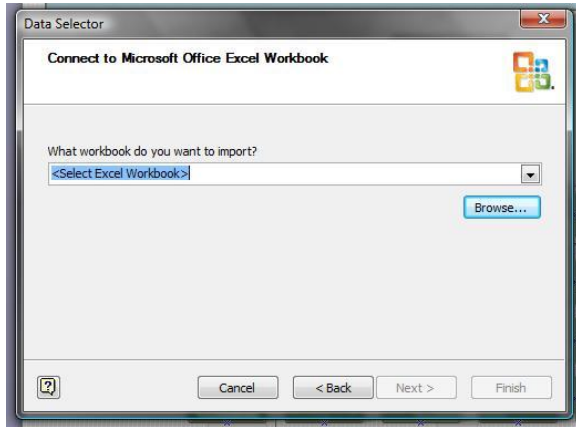 Data Selector
Connect to Microsoft Office Excel Workbook
What workbook do you want to import?
<Select Excel Workbook>
Browse...
Cancel
< Back
Next >
Finish